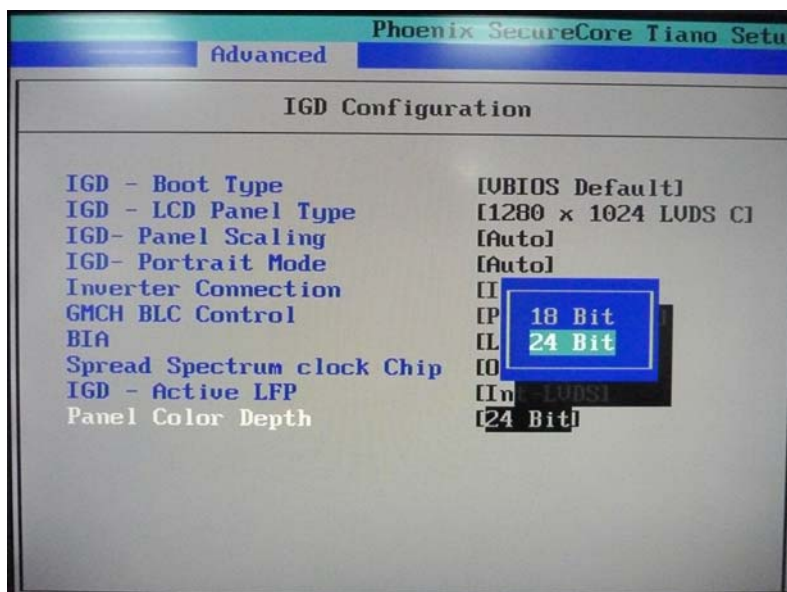 Phoenix SecureCore Tiano Setu
Advanced
IGD Configuration
IGD - Boot Type [VBIOS Default]
IGD - LCD Panel Type [1280 x 1024 LVDS C]
IGD- Panel Scaling [Auto]
IGD- Portrait Mode [Auto]
Inverter Connection [I
GMCH BLC Control [P
18 Bit
BIA [L
24 Bit
Spread Spectrum clock Chip [O
IGD - Active LFP [Int-LVDS]
Panel Color Depth [24 Bit]